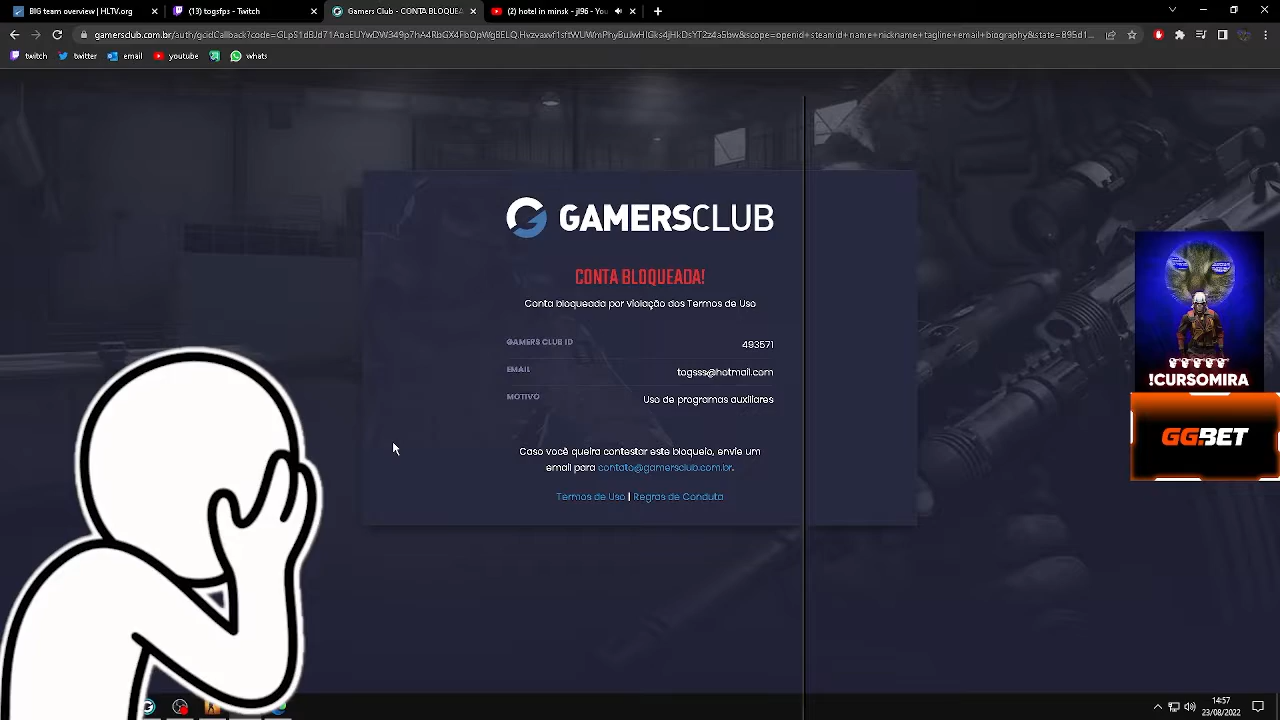 BIG team overview | HLTV.org
(13) togsfps - Twitch
Gamers Club - CONTA BLOQUEA
(2) hotel in minsk - jl96 - You
twitch
twitter
email
youtube
whats
GAMERSCLUB
CONTA BLOQUEADA!
Conta bloqueada por violação dos Termos de Uso
GAMERS CLUB ID 493571
EMAIL togsss@hotmail.com
MOTIVO Uso de programas auxiliares
Caso você queira contestar este bloqueio, envie um
email para contato@gamersclub.com.br.
Termos de Uso | Regras de Conduta
!CURSOMIRA
GG.BET
14:57
23/08/2022